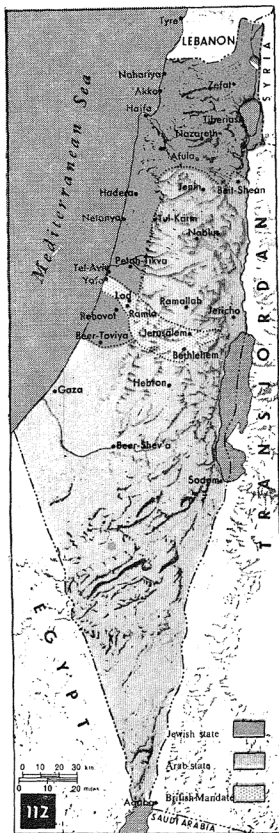 Tyre
LEBANON
SYRIA
Nahariya
'Akko
Zefat
Haifa
Tiberias
Nazareth
Afula
Mediterranean Sea
Jenin
Beit-Shean
Hadera
Netanya
Tul-Karm
Nablus
Tel-Aviv
Petah-Tikva
Yafo
Lod
Ramallah
Jericho
Rehovot
Ramla
Jerusalem
Beer-Toviya
Bethlehem
TRANSJORDAN
Gaza
Hebron
Beer-Shev'a
Sodom
EGYPT
Jewish state
Arab state
British Mandate
0 10 20 30 km
0 10 20 miles
112
Aqaba
SAUDI ARABIA